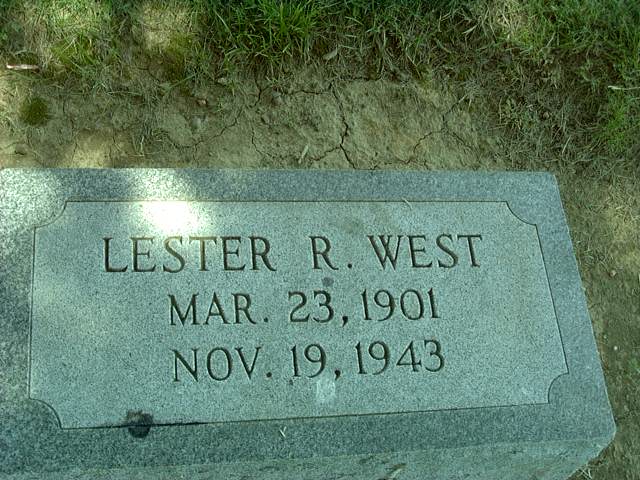 LESTER R. WEST
MAR. 23, 1901
NOV. 19, 1943